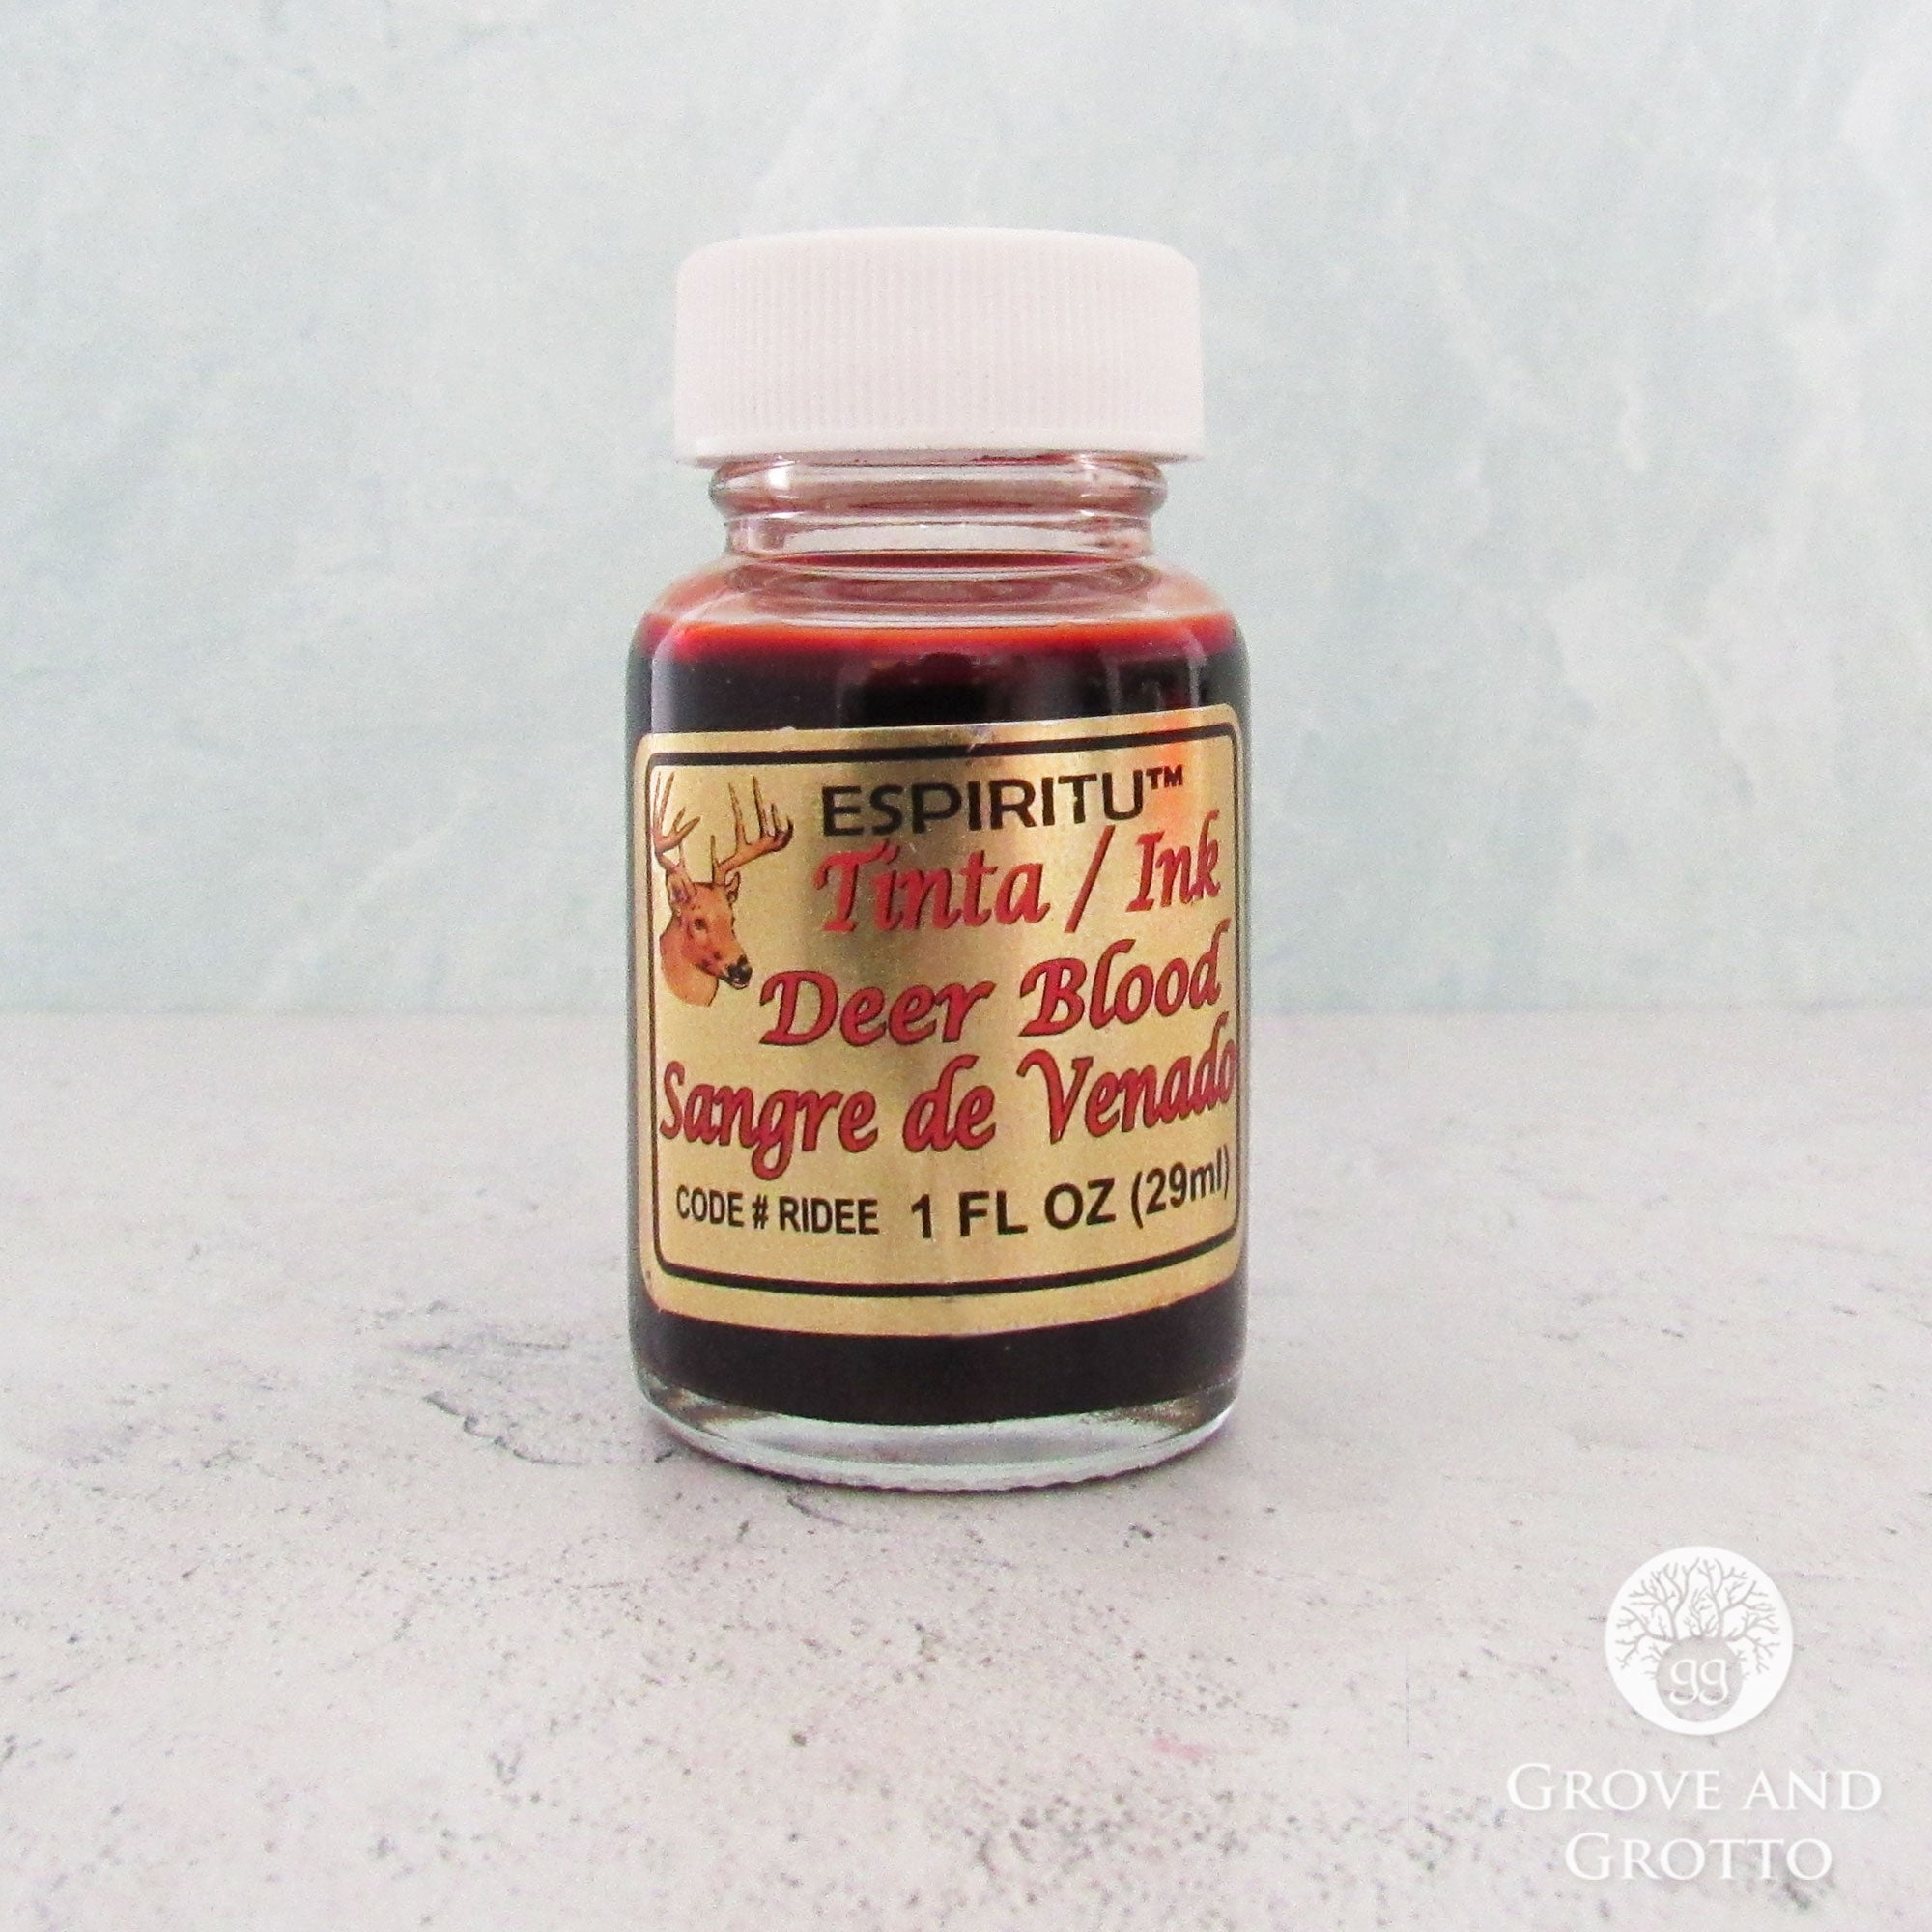 ESPIRITU™
Tinta / Ink
Deer Blood
Sangre de Venado
CODE # RIDEE 1 FL OZ (29ml)
gg
GROVE AND
GROTTO